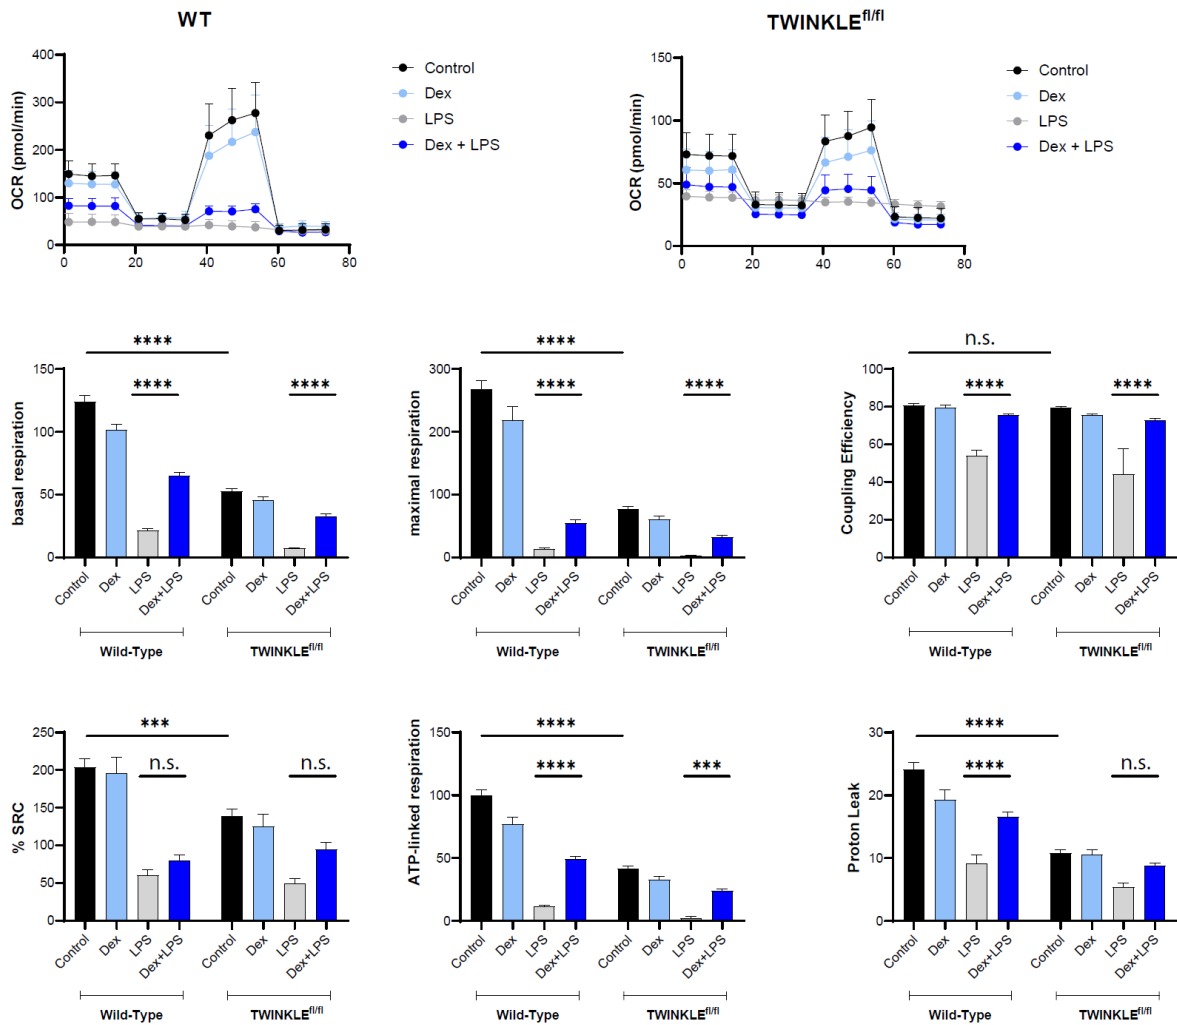 WT
TWINKLEfl/fl
400
300
200
100
0
OCR (pmol/min)
0 20 40 60 80
Control
Dex
LPS
Dex + LPS
150
100
50
0
OCR (pmol/min)
0 20 40 60 80
Control
Dex
LPS
Dex + LPS
****
****
****
150
100
50
0
basal respiration
Control Dex LPS Dex+LPS Control Dex LPS Dex+LPS
Wild-Type TWINKLEfl/fl
****
****
****
300
200
100
0
maximal respiration
Control Dex LPS Dex+LPS Control Dex LPS Dex+LPS
Wild-Type TWINKLEfl/fl
n.s.
****
****
100
80
60
40
20
0
Coupling Efficiency
Control Dex LPS Dex+LPS Control Dex LPS Dex+LPS
Wild-Type TWINKLEfl/fl
***
n.s.
n.s.
250
200
150
100
50
0
% SRC
Control Dex LPS Dex+LPS Control Dex LPS Dex+LPS
Wild-Type TWINKLEfl/fl
****
****
***
150
100
50
0
ATP-linked respiration
Control Dex LPS Dex+LPS Control Dex LPS Dex+LPS
Wild-Type TWINKLEfl/fl
****
****
n.s.
30
20
10
0
Proton Leak
Control Dex LPS Dex+LPS Control Dex LPS Dex+LPS
Wild-Type TWINKLEfl/fl